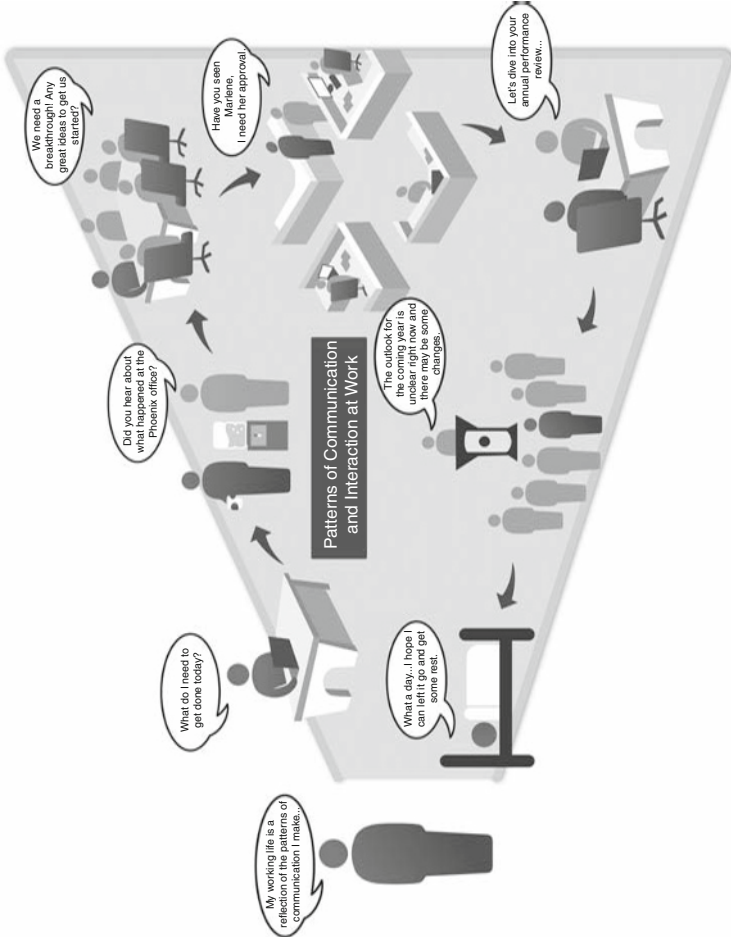 My working life is a
reflection of the patterns of
communication I make...
What do I need to
get done today?
Did you hear about
what happened at the
Phoenix office?
We need a
breakthrough! Any
great ideas to get us
started?
Have you seen
Marlene,
I need her approval.
Let's dive into your
annual performance
review...
The outlook for
the coming year is
unclear right now and
there may be some
changes.
What a day...I hope I
can left it go and get
some rest.
Patterns of Communication
and Interaction at Work